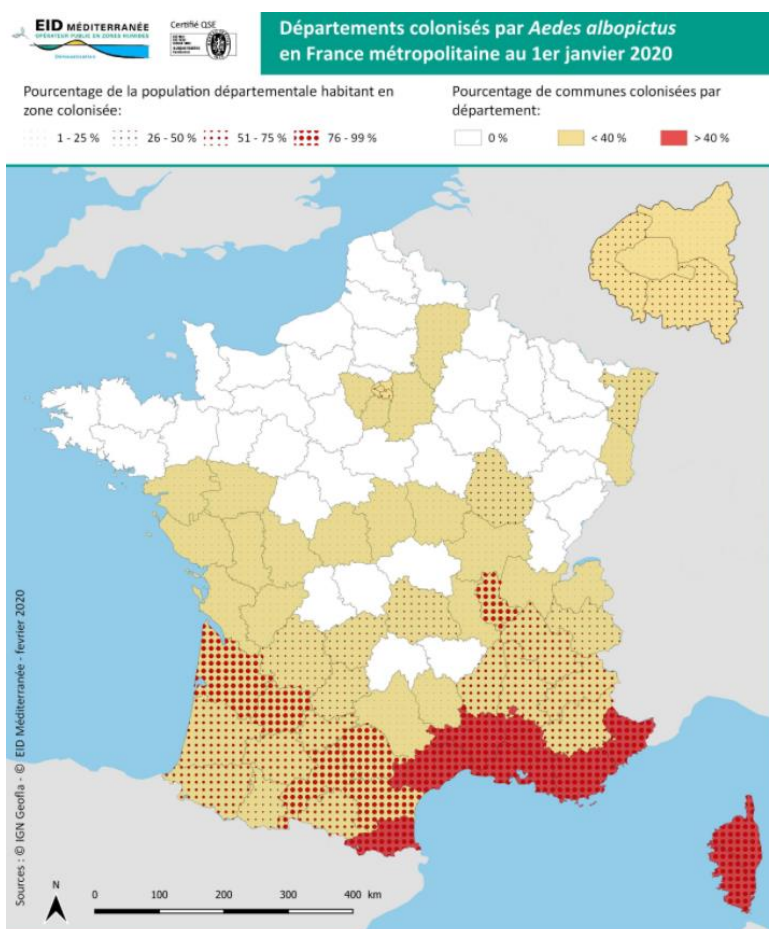 EID MÉDITERRANÉE
OPÉRATEUR PUBLIC EN ZONES HUMIDES
Démoustication
Certifié QSE
Départements colonisés par Aedes albopictus
en France métropolitaine au 1er janvier 2020
Pourcentage de la population départementale habitant en
zone colonisée:
1 - 25 % 26 - 50 % 51 - 75 % 76 - 99 %
Pourcentage de communes colonisées par
département:
0 % < 40 % > 40 %
Sources : © IGN Geofla - © EID Méditerranée - fevrier 2020
N
0 100 200 300 400 km